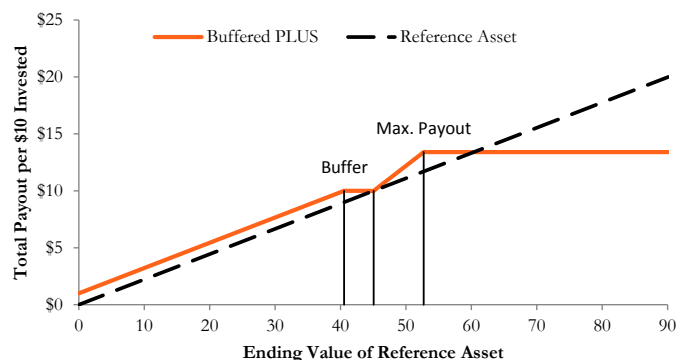 $25
Buffered PLUS
Reference Asset
$20
Max. Payout
$15
Buffer
$10
$5
$0
0 10 20 30 40 50 60 70 80 90
Total Payout per $10 Invested
Ending Value of Reference Asset